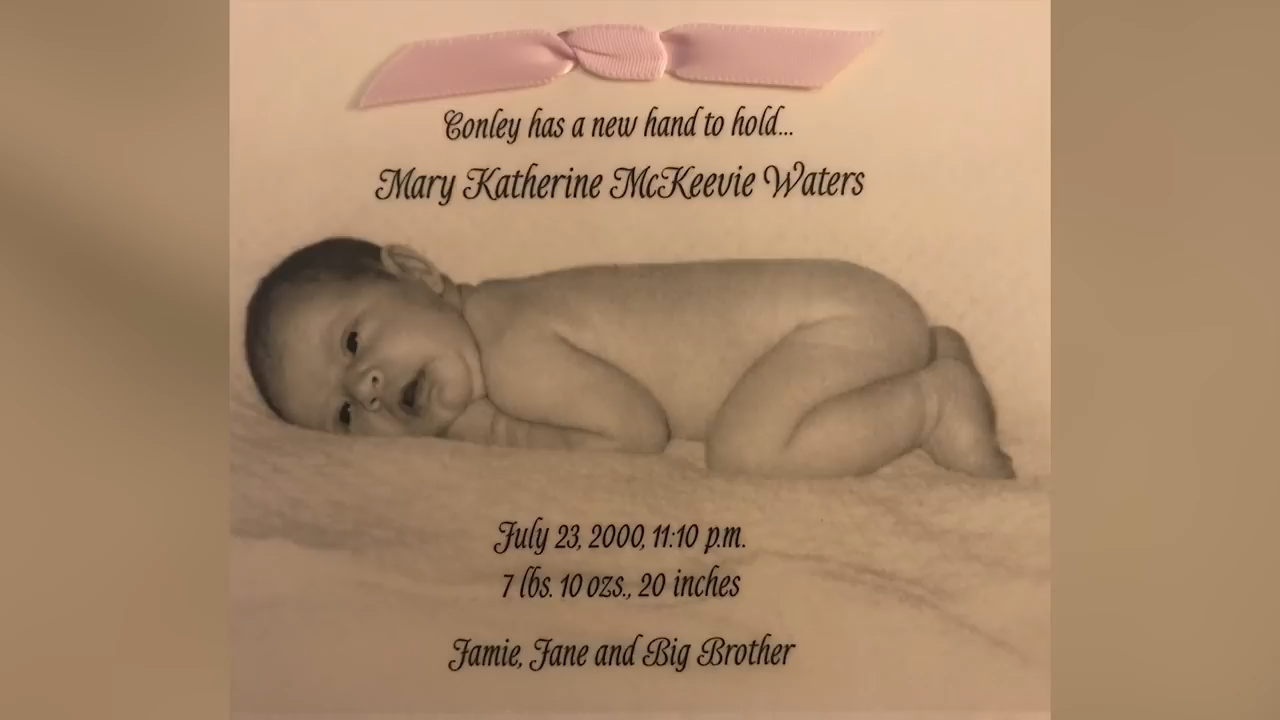 Conley has a new hand to hold...
Mary Katherine McKeevie Waters
July 23, 2000, 11:10 p.m.
7 lbs. 10 ozs., 20 inches
Jamie, Jane and Big Brother